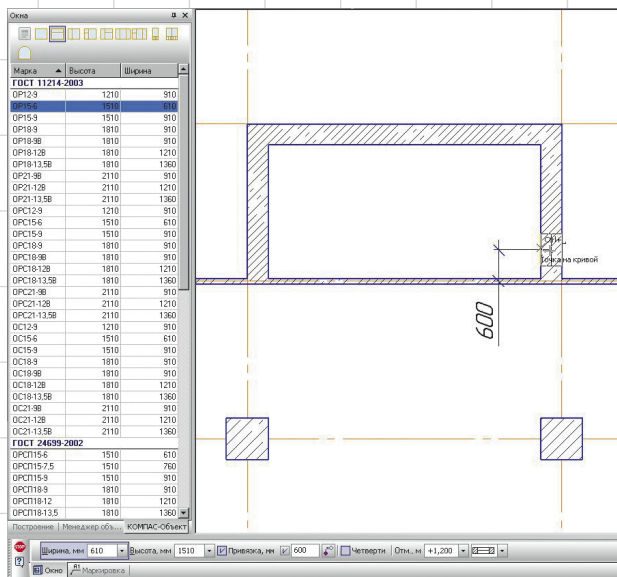 Окна
Марка Высота Ширина
ГОСТ 11214-2003
ОР12-9 1210 910
ОР15-6 1510 610
ОР15-9 1510 910
ОР18-9 1810 910
ОР18-9В 1810 910
ОР18-12В 1810 1210
ОР18-13,5В 1810 1360
ОР21-9В 2110 910
ОР21-12В 2110 1210
ОР21-13,5В 2110 1360
ОРС12-9 1210 910
ОРС15-6 1510 610
ОРС15-9 1510 910
ОРС18-9 1810 910
ОРС18-9В 1810 910
ОРС18-12В 1810 1210
ОРС18-13,5В 1810 1360
ОРС21-9В 2110 910
ОРС21-12В 2110 1210
ОРС21-13,5В 2110 1360
ОС12-9 1210 910
ОС15-6 1510 610
ОС15-9 1510 910
ОС18-9 1810 910
ОС18-9В 1810 910
ОС18-12В 1810 1210
ОС18-13,5В 1810 1360
ОС21-9В 2110 910
ОС21-12В 2110 1210
ОС21-13,5В 2110 1360
ГОСТ 24699-2002
ОРСП15-6 1510 610
ОРСП15-7,5 1510 760
ОРСП15-9 1510 910
ОРСП18-9 1810 910
ОРСП18-12 1810 1210
ОРСП18-13,5 1810 1360
Построение Менеджер объ... КОМПАС-Объект
Точка на кривой
600
STOP
Ширина, мм 610 Высота, мм 1510 Привязка, мм 600 Четверти Отм., м +1,200
Окно Маркировка